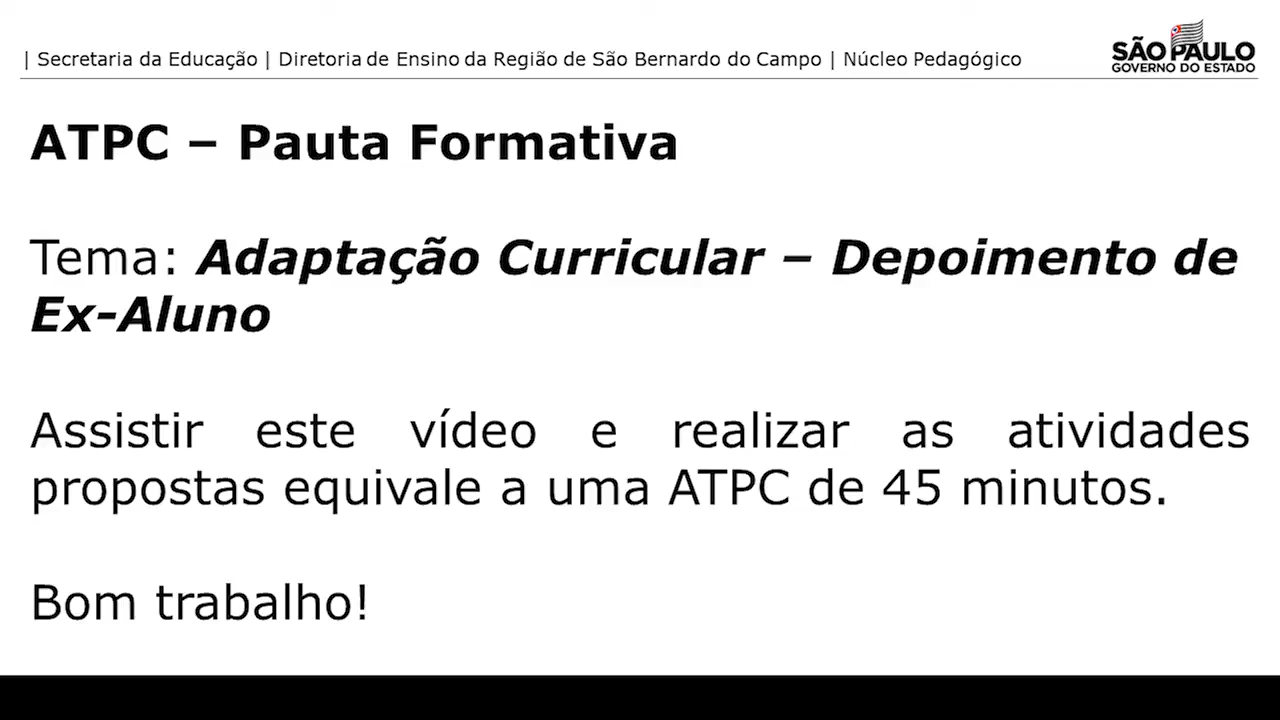 | Secretaria da Educação | Diretoria de Ensino da Região de São Bernardo do Campo | Núcleo Pedagógico
SÃO PAULO
GOVERNO DO ESTADO
ATPC – Pauta Formativa
Tema: Adaptação Curricular – Depoimento de
Ex-Aluno
Assistir este vídeo e realizar as atividades
propostas equivale a uma ATPC de 45 minutos.
Bom trabalho!